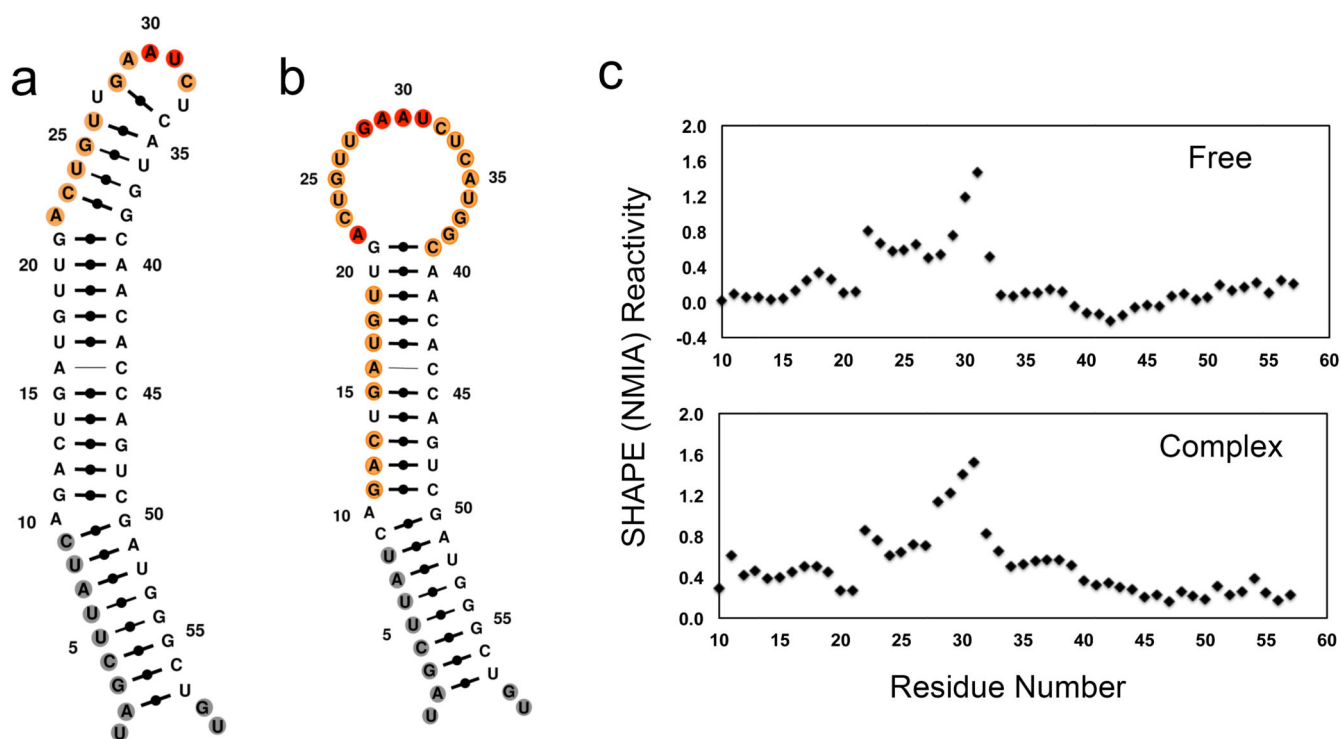 a
30
A A U
G C
U U
U C
25 G A 35
U U
C G
A G
G C
20 U A 40
U A
G C
U A
A C
15 G C 45
U A
C G
A U
G C
10 A G 50
C A
U U
A G
U G
5 U G 55
C C
G U
A G
U U
b
30
G A A U C
U U
U C
25 G A 35
U U
C G
A G
G C
20 U A 40
U A
G C
U A
A C
15 G C 45
U A
C G
A U
G C
10 A G 50
C A
U U
A G
U G
5 U G 55
C C
G U
A G
U U
c
SHAPE (NMIA) Reactivity
Free
2.0
1.6
1.2
0.8
0.4
0.0
-0.4
10 15 20 25 30 35 40 45 50 55 60
Complex
2.0
1.6
1.2
0.8
0.4
0.0
10 15 20 25 30 35 40 45 50 55 60
Residue Number